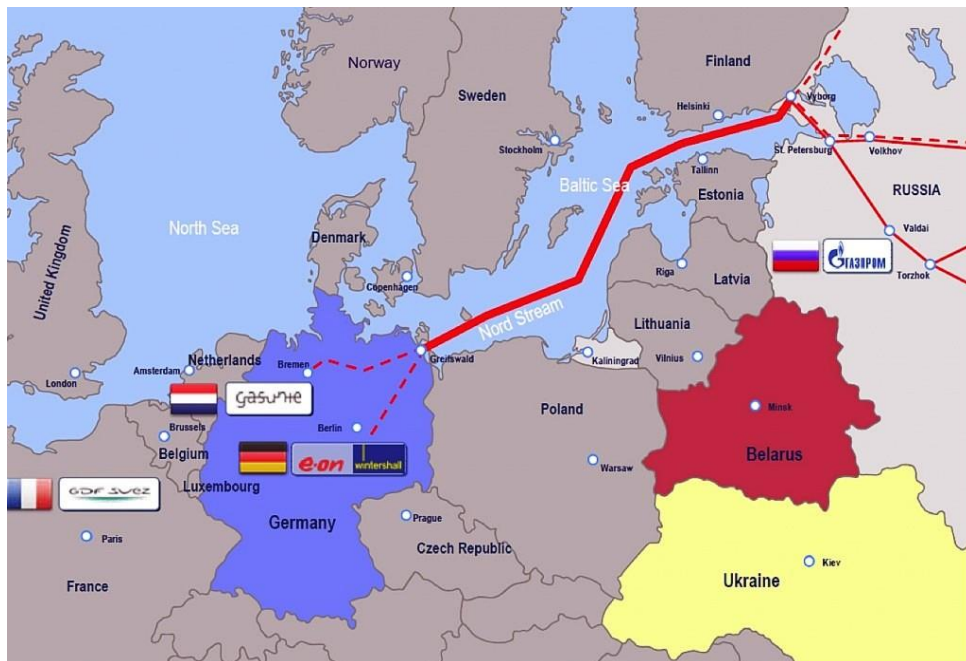 Norway
Finland
Sweden
Vyborg
Helsinki
St. Petersburg
Volkhov
Stockholm
Tallinn
Baltic Sea
Estonia
RUSSIA
North Sea
Valdai
Denmark
United Kingdom
Riga
Latvia
ГАЗПРОМ
Torzhok
Copenhagen
Nord Stream
Lithuania
Netherlands
Greifswald
Kaliningrad
Vilnius
Amsterdam
Bremen
London
gasunie
Poland
Minsk
Brussels
Berlin
Belgium
e·on
wintershall
Warsaw
Belarus
Luxembourg
GDF SUEZ
Germany
Prague
Paris
Czech Republic
Kiev
France
Ukraine